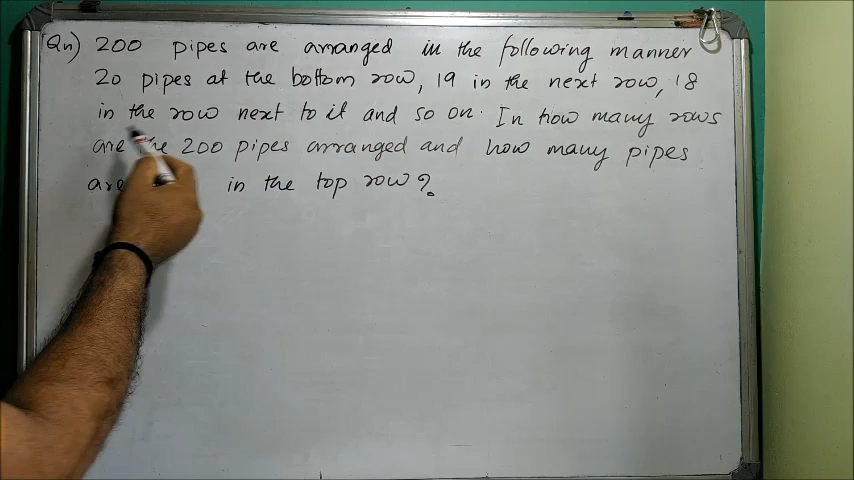 Qn) 200 pipes are arranged in the following manner
20 pipes at the bottom row, 19 in the next row, 18
in the row next to it and so on. In how many rows
are the 200 pipes arranged and how many pipes
are in the top row?